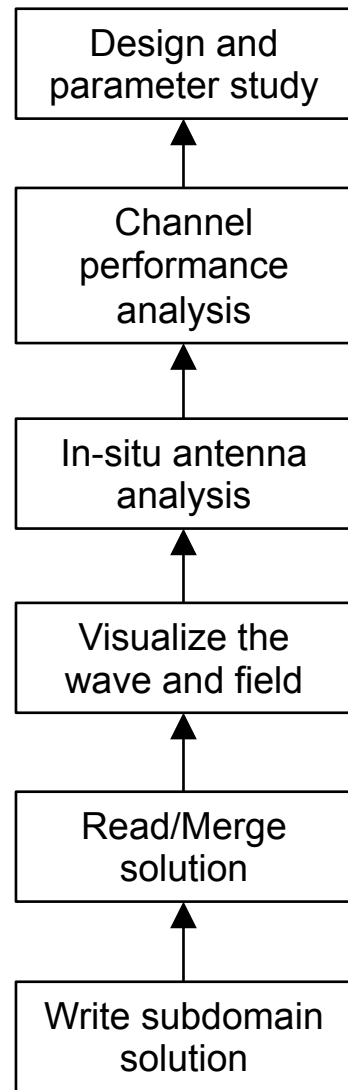 Design and
parameter study
Channel
performance
analysis
In-situ antenna
analysis
Visualize the
wave and field
Read/Merge
solution
Write subdomain
solution